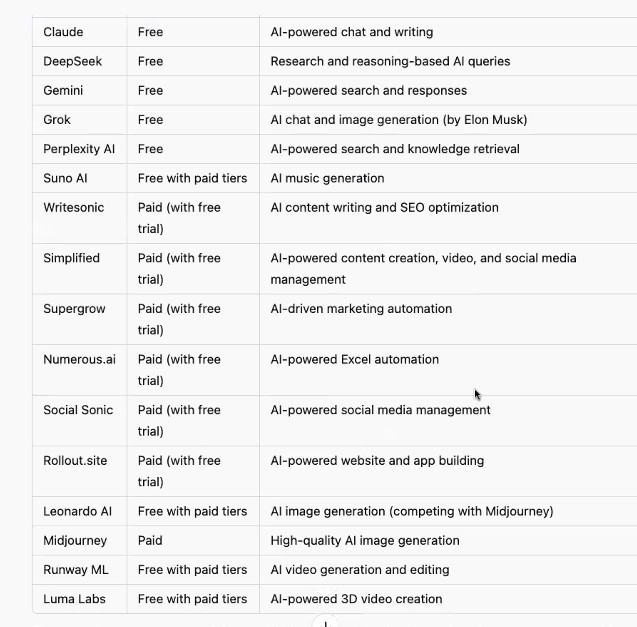 Claude Free AI-powered chat and writing
DeepSeek Free Research and reasoning-based AI queries
Gemini Free AI-powered search and responses
Grok Free AI chat and image generation (by Elon Musk)
Perplexity AI Free AI-powered search and knowledge retrieval
Suno AI Free with paid tiers AI music generation
Writesonic Paid (with free AI content writing and SEO optimization
trial)
Simplified Paid (with free AI-powered content creation, video, and social media
trial) management
Supergrow Paid (with free AI-driven marketing automation
trial)
Numerous.ai Paid (with free AI-powered Excel automation
trial)
Social Sonic Paid (with free AI-powered social media management
trial)
Rollout.site Paid (with free AI-powered website and app building
trial)
Leonardo AI Free with paid tiers AI image generation (competing with Midjourney)
Midjourney Paid High-quality AI image generation
Runway ML Free with paid tiers AI video generation and editing
Luma Labs Free with paid tiers AI-powered 3D video creation